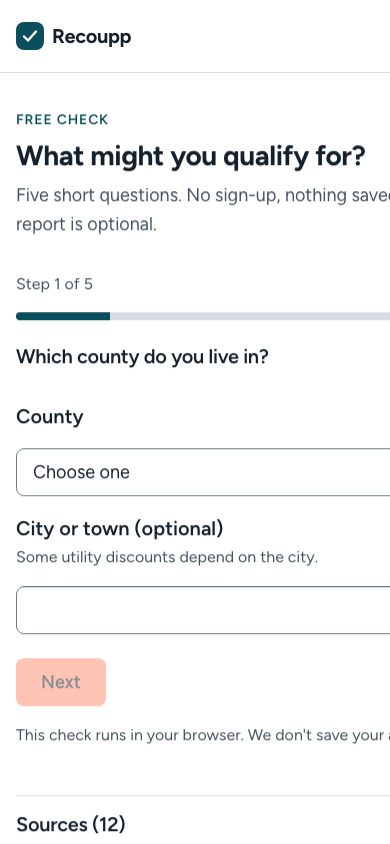 Recoupp
FREE CHECK
What might you qualify for?
Five short questions. No sign-up, nothing
report is optional.
Step 1 of 5
Which county do you live in?
County
Choose one
City or town (optional)
Some utility discounts depend on the city.
Next
This check runs in your browser. We don't save your
Sources (12)